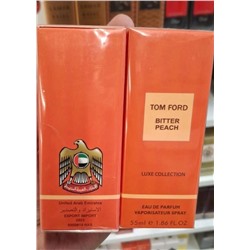 United Arab Emirates
EXPORT IMPORT
TOM FORD
BITTER
PEACH
LUXE COLLECTION
EAU DE PARFUM
VAPORISATEUR SPRAY
55ml ℮ 1.86 FL.OZ